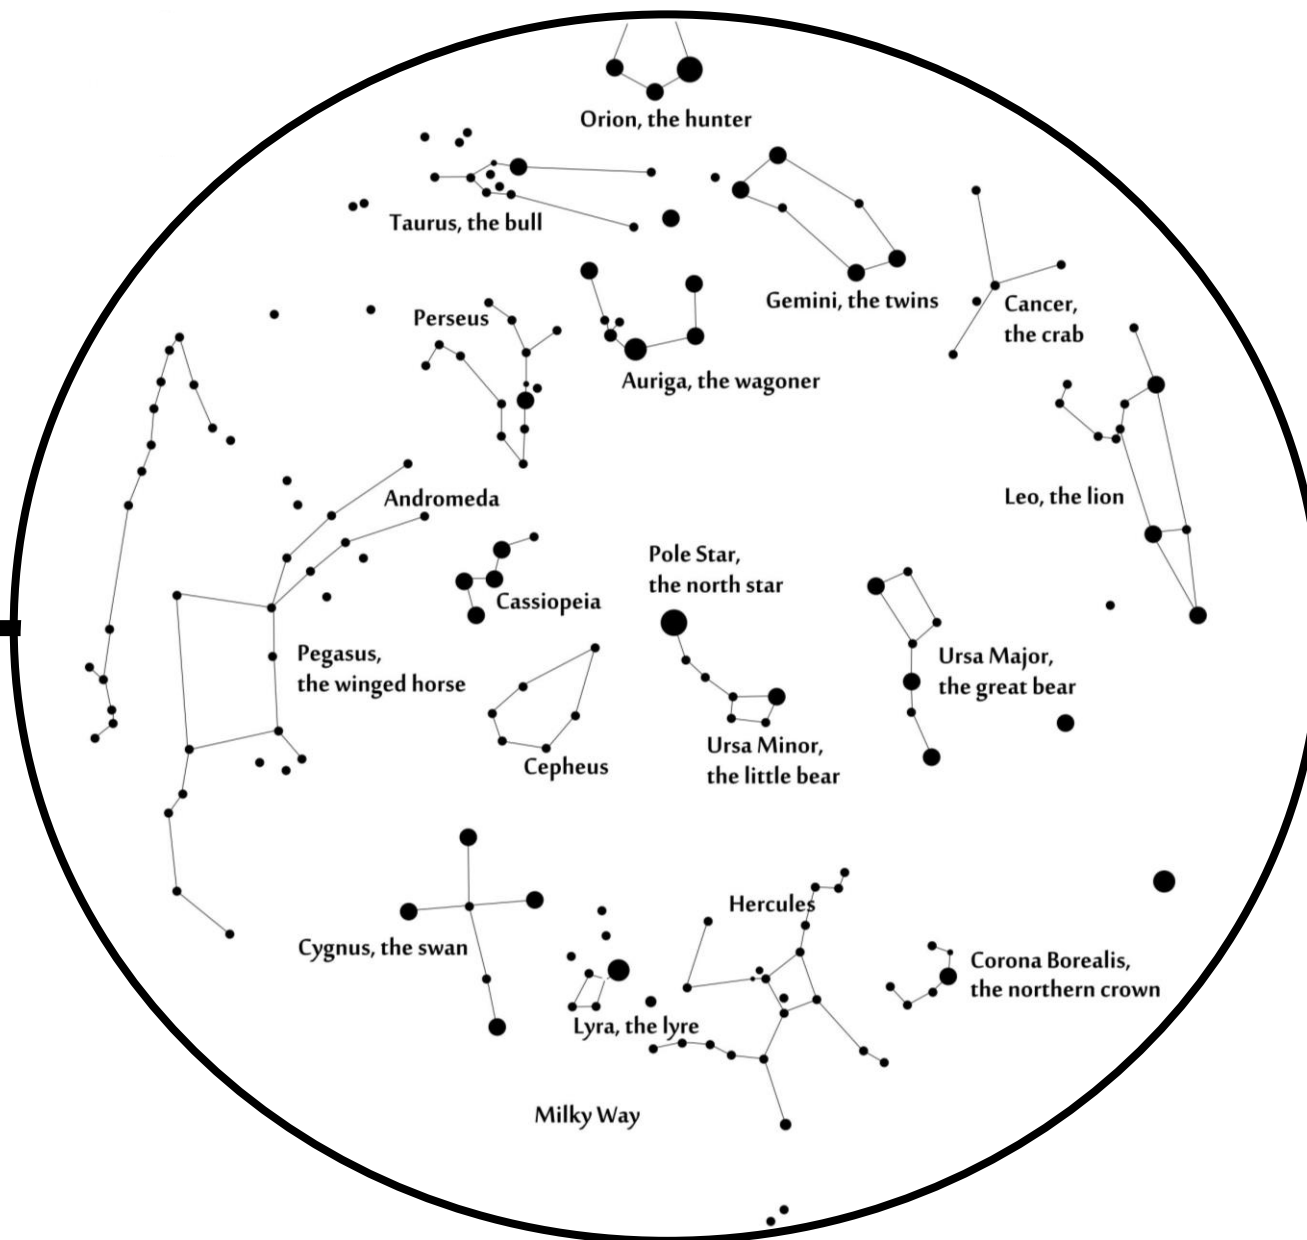 Orion, the hunter
Taurus, the bull
Gemini, the twins
Cancer,
the crab
Perseus
Auriga, the wagoner
Andromeda
Leo, the lion
Pole Star,
the north star
Cassiopeia
Pegasus,
the winged horse
Ursa Major,
the great bear
Cepheus
Ursa Minor,
the little bear
Hercules
Cygnus, the swan
Corona Borealis,
the northern crown
Lyra, the lyre
Milky Way